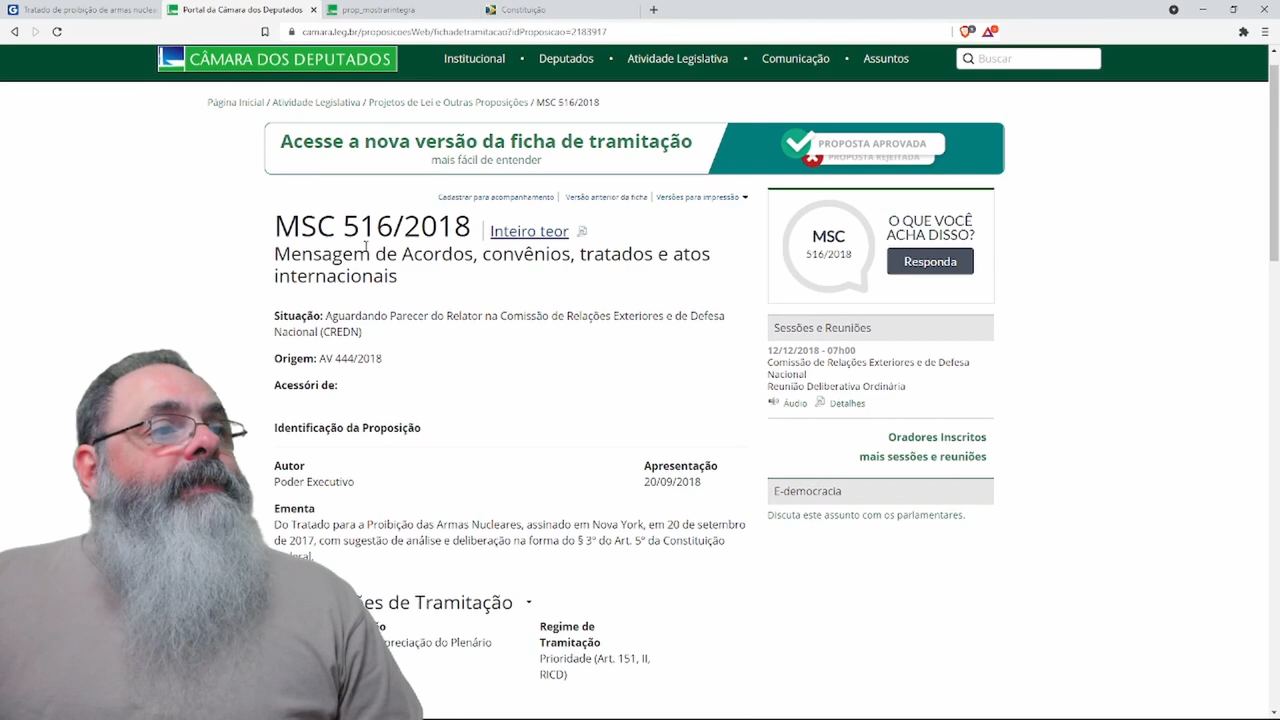 Tratado de proibição de armas nuclea
Portal da Câmara dos Deputados
prop_mostrarintegra
Constituição
camara.leg.br/proposicoesWeb/fichadetramitacao?idProposicao=2183917
CÂMARA DOS DEPUTADOS
Institucional • Deputados • Atividade Legislativa • Comunicação • Assuntos
Buscar
Página Inicial / Atividade Legislativa / Projetos de Lei e Outras Proposições / MSC 516/2018
Acesse a nova versão da ficha de tramitação
mais fácil de entender
PROPOSTA APROVADA
PROPOSTA REJEITADA
Cadastrar para acompanhamento | Versão anterior da ficha | Versões para impressão
MSC 516/2018 | Inteiro teor
Mensagem de Acordos, convênios, tratados e atos
internacionais
Situação: Aguardando Parecer do Relator na Comissão de Relações Exteriores e de Defesa
Nacional (CREDN)
Origem: AV 444/2018
Acessóri de:
Identificação da Proposição
Autor
Poder Executivo
Apresentação
20/09/2018
Ementa
Do Tratado para a Proibição das Armas Nucleares, assinado em Nova York, em 20 de setembro
de 2017, com sugestão de análise e deliberação na forma do § 3º do Art. 5º da Constituição
ões de Tramitação
preciação do Plenário
Regime de
Tramitação
Prioridade (Art. 151, II,
RICD)
MSC
516/2018
O QUE VOCÊ
ACHA DISSO?
Responda
Sessões e Reuniões
12/12/2018 - 07h00
Comissão de Relações Exteriores e de Defesa
Nacional
Reunião Deliberativa Ordinária
Áudio Detalhes
Oradores Inscritos
mais sessões e reuniões
E-democracia
Discuta este assunto com os parlamentares.